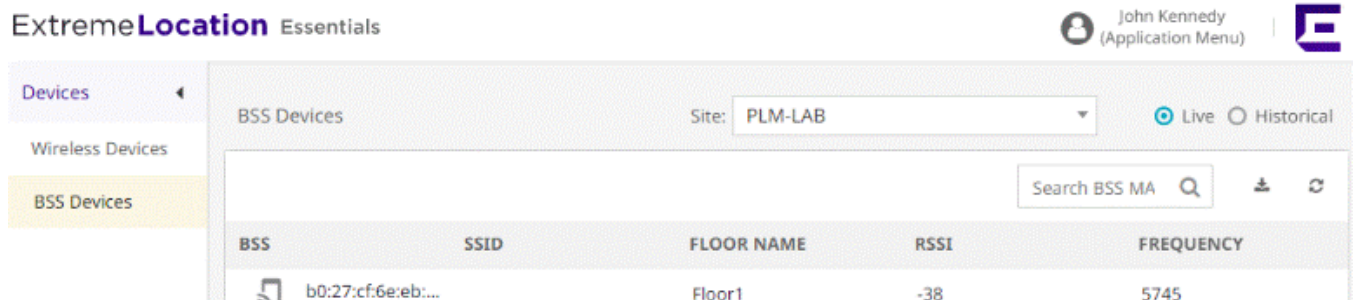 ExtremeLocation Essentials
John Kennedy
(Application Menu)
Devices
Wireless Devices
BSS Devices
BSS Devices
Site: PLM-LAB
Live Historical
Search BSS MA
BSS SSID FLOOR NAME RSSI FREQUENCY
b0:27:cf:6e:eb:... Floor1 -38 5745